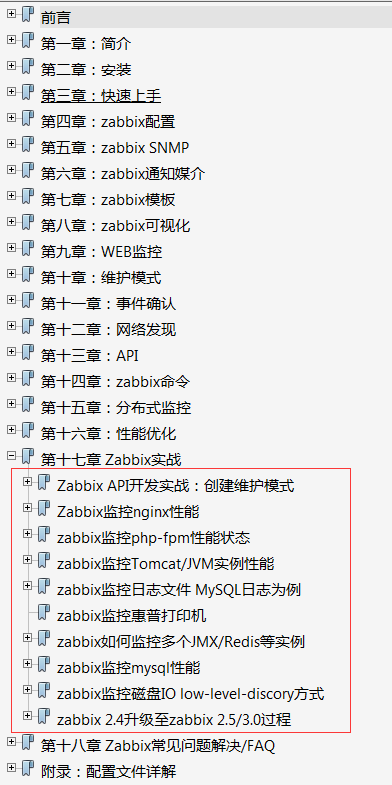 前言
第一章：简介
第二章：安装
第三章：快速上手
第四章：zabbix配置
第五章：zabbix SNMP
第六章：zabbix通知媒介
第七章：zabbix模板
第八章：zabbix可视化
第九章：WEB监控
第十章：维护模式
第十一章：事件确认
第十二章：网络发现
第十三章：API
第十四章：zabbix命令
第十五章：分布式监控
第十六章：性能优化
第十七章 Zabbix实战
Zabbix API开发实战：创建维护模式
Zabbix监控nginx性能
zabbix监控php-fpm性能状态
zabbix监控Tomcat/JVM实例性能
zabbix监控日志文件 MySQL日志为例
zabbix监控惠普打印机
zabbix如何监控多个JMX/Redis等实例
zabbix监控mysql性能
zabbix监控磁盘IO low-level-discory方式
zabbix 2.4升级至zabbix 2.5/3.0过程
第十八章 Zabbix常见问题解决/FAQ
附录：配置文件详解